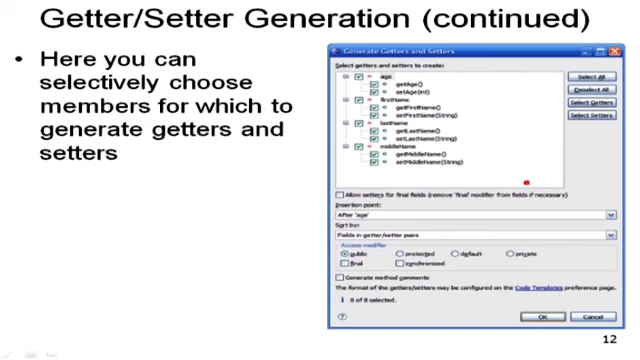 Getter/Setter Generation (continued)
• Here you can
selectively choose
members for which to
generate getters and
setters
Generate Getters and Setters
Select getters and setters to create:
age
getAge()
setAge(int)
firstName
getFirstName()
setFirstName(String)
lastName
getLastName()
setLastName(String)
middleName
getMiddleName()
setMiddleName(String)
Select All
Deselect All
Select Getters
Select Setters
Allow setters for final fields (remove 'final' modifier from fields if necessary)
Insertion point:
After 'age'
Sort by:
Fields in getter/setter pairs
Access modifier
public protected default private
final synchronized
Generate method comments
The format of the getters/setters may be configured on the Code Templates preference page.
8 of 8 selected.
OK Cancel
12